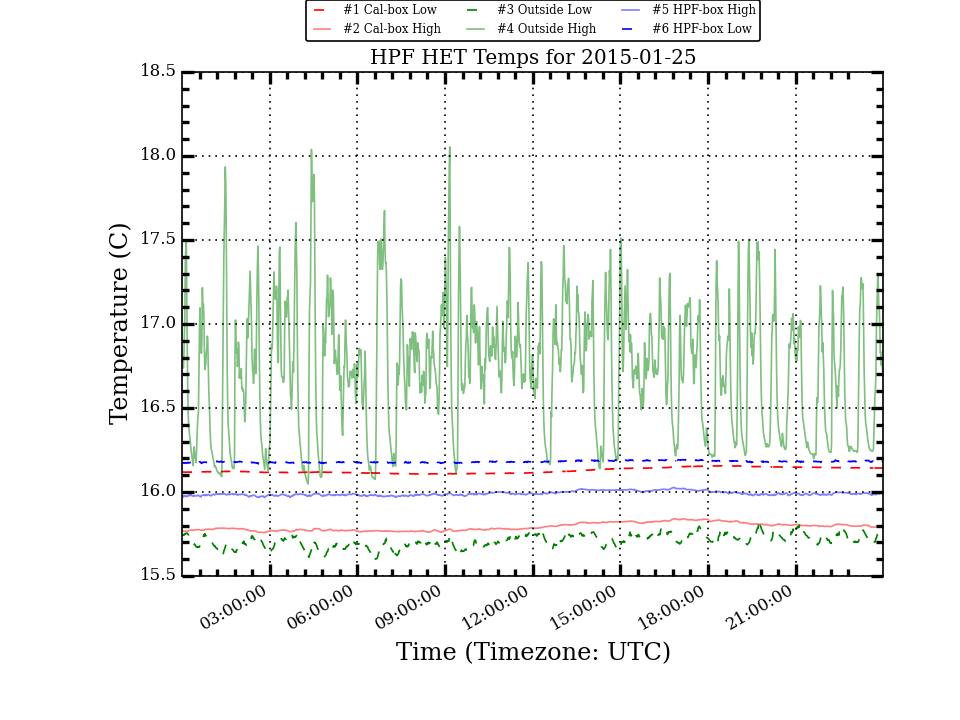 #1 Cal-box Low #3 Outside Low #5 HPF-box High
#2 Cal-box High #4 Outside High #6 HPF-box Low
HPF HET Temps for 2015-01-25
18.5
18.0
17.5
17.0
16.5
16.0
15.5
Temperature (C)
03:00:00 06:00:00 09:00:00 12:00:00 15:00:00 18:00:00 21:00:00
Time (Timezone: UTC)